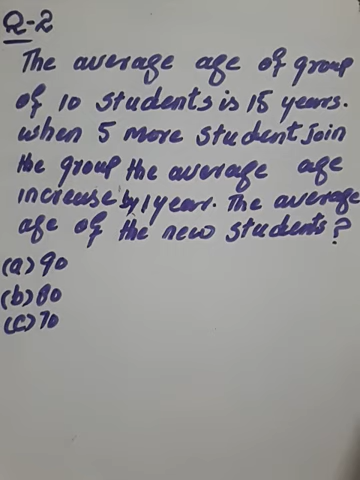 Q-2
The average age of group
of 10 students is 15 years.
when 5 more student join
the group the average age
increase by 1 year. The average
age of the new students?
(a) 90
(b) 80
(c) 70